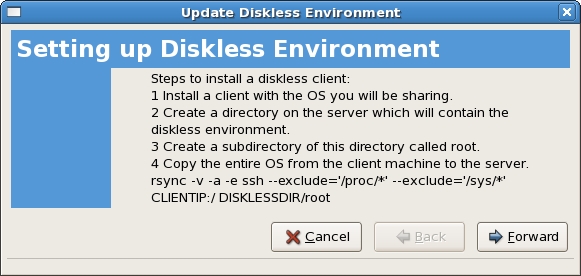 Update Diskless Environment
Setting up Diskless Environment
Steps to install a diskless client:
1 Install a client with the OS you will be sharing.
2 Create a directory on the server which will contain the
diskless environment.
3 Create a subdirectory of this directory called root.
4 Copy the entire OS from the client machine to the server.
rsync -v -a -e ssh --exclude='/proc/*' --exclude='/sys/*'
CLIENTIP:/ DISKLESSDIR/root
Cancel
Back
Forward